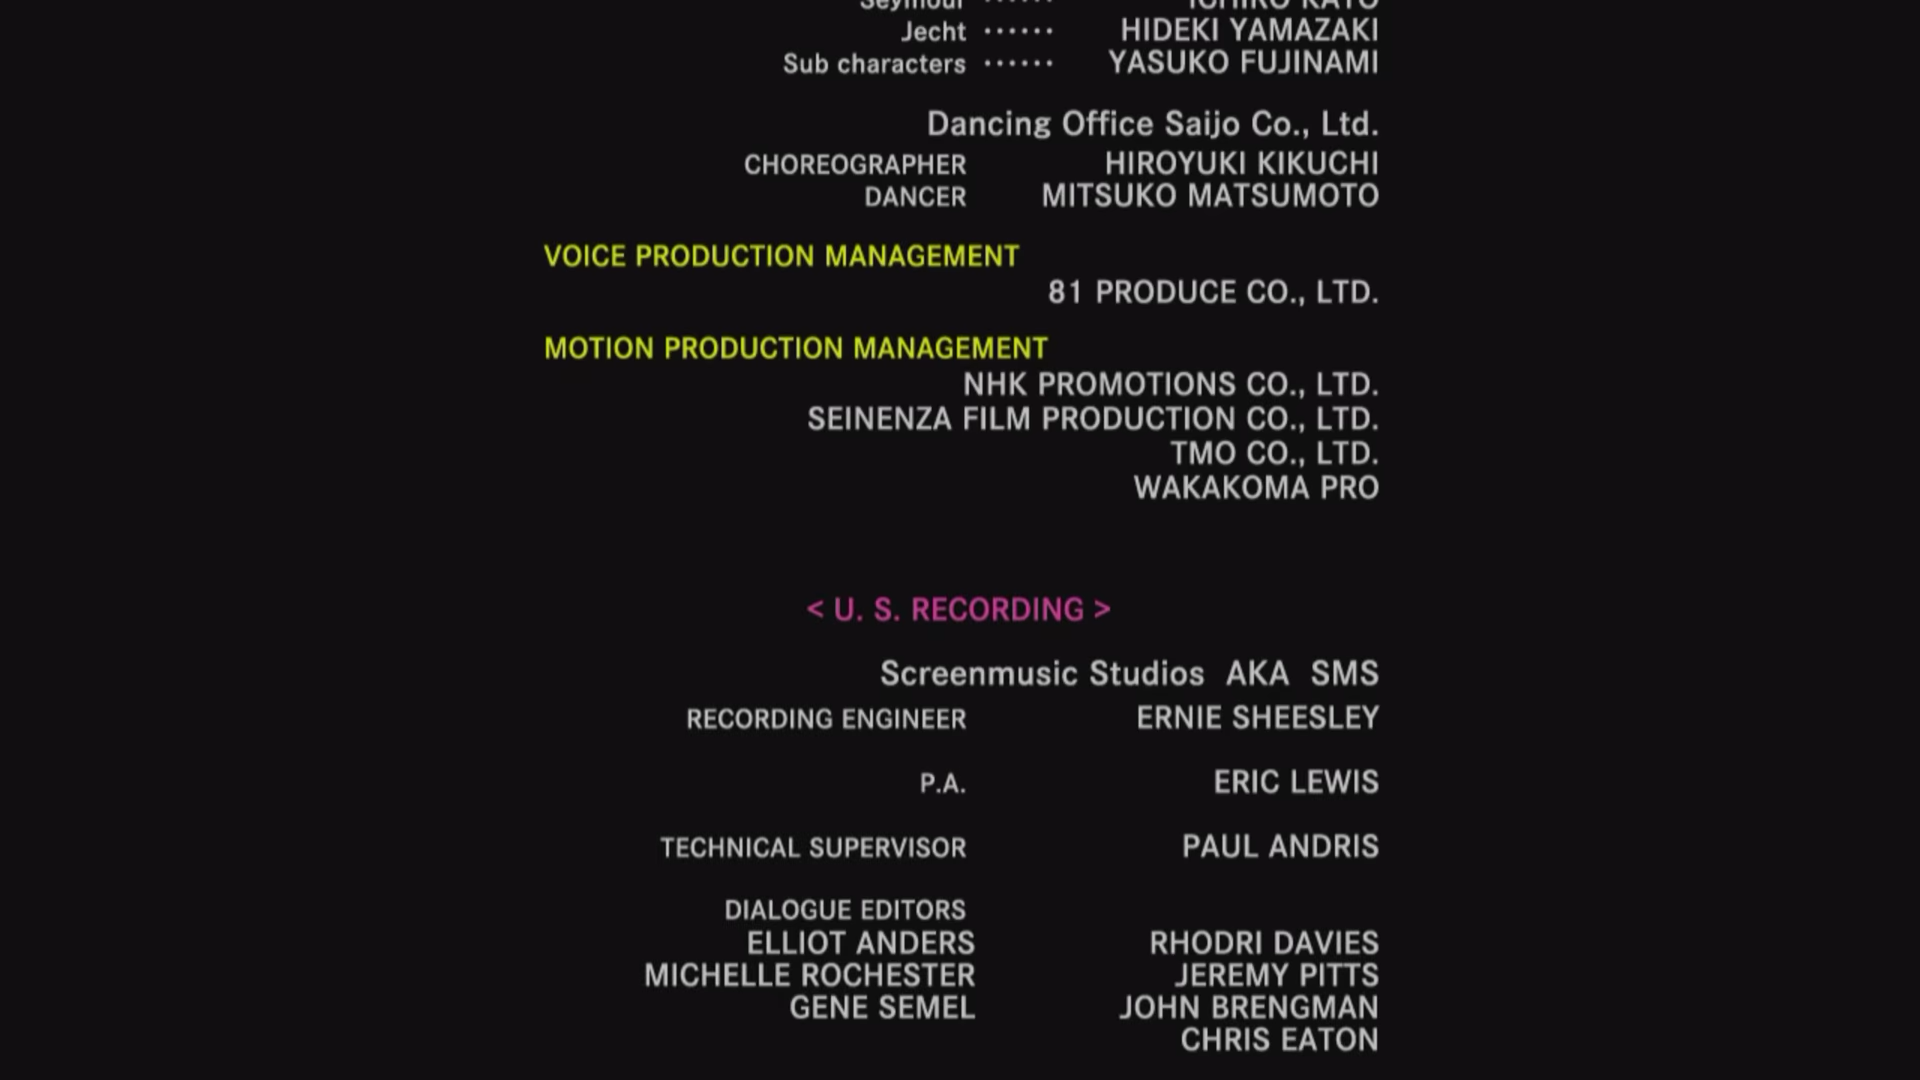 Seymour ······ ICHIRO KATO
Jecht ······ HIDEKI YAMAZAKI
Sub characters ······ YASUKO FUJINAMI
Dancing Office Saijo Co., Ltd.
CHOREOGRAPHER HIROYUKI KIKUCHI
DANCER MITSUKO MATSUMOTO
VOICE PRODUCTION MANAGEMENT
81 PRODUCE CO., LTD.
MOTION PRODUCTION MANAGEMENT
NHK PROMOTIONS CO., LTD.
SEINENZA FILM PRODUCTION CO., LTD.
TMO CO., LTD.
WAKAKOMA PRO
< U. S. RECORDING >
Screenmusic Studios AKA SMS
RECORDING ENGINEER ERNIE SHEESLEY
P.A. ERIC LEWIS
TECHNICAL SUPERVISOR PAUL ANDRIS
DIALOGUE EDITORS
ELLIOT ANDERS RHODRI DAVIES
MICHELLE ROCHESTER JEREMY PITTS
GENE SEMEL JOHN BRENGMAN
CHRIS EATON